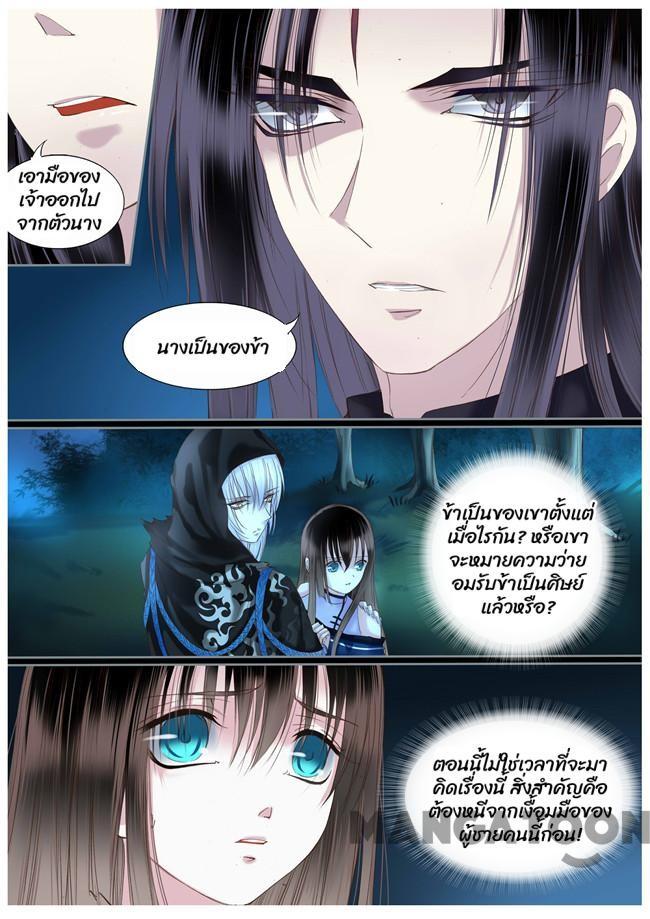 เอามือของ
เจ้าออกไป
จากตัวนาง
นางเป็นของข้า
ข้าเป็นของเขาตั้งแต่
เมื่อไรกัน? หรือเขา
จะหมายความว่าย
อมรับข้าเป็นศิษย์
แล้วหรือ?
ตอนนี้ไม่ใช่เวลาที่จะมา
คิดเรื่องนี้ สิ่งสำคัญคือ
ต้องหนีจากเงื้อมมือของ
ผู้ชายคนนี้ก่อน!
MANGATOON